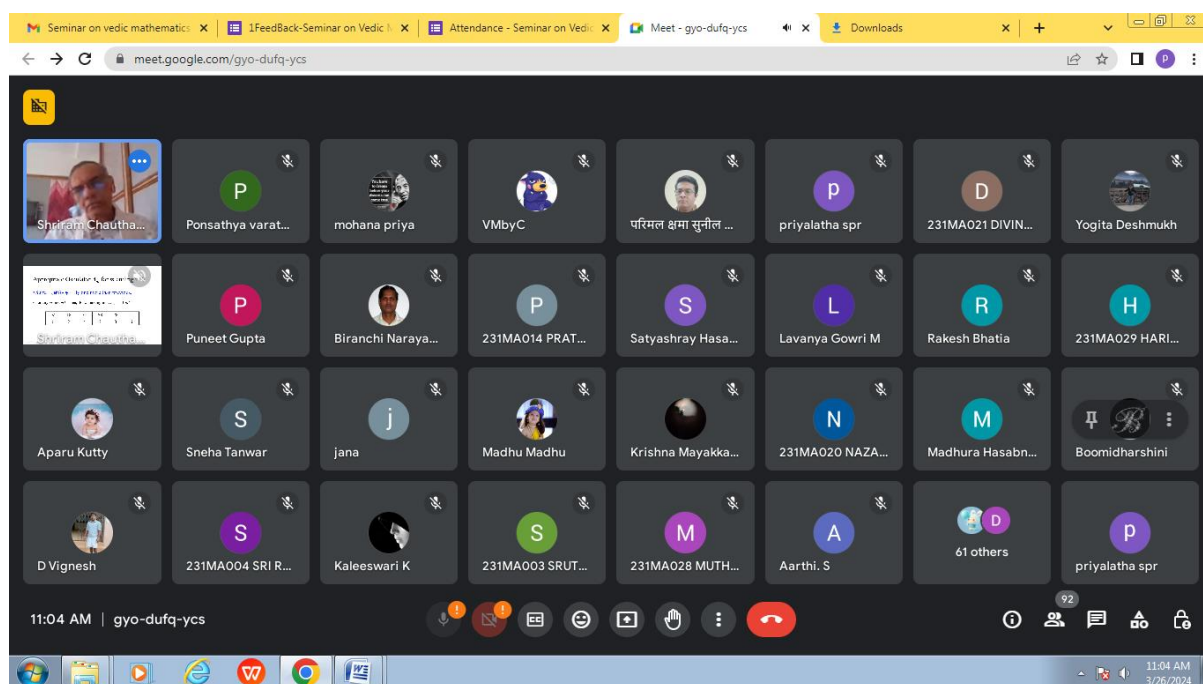 Seminar on vedic mathematics
1FeedBack-Seminar on Vedic
Attendance - Seminar on Vedic
Meet - gyo-dufq-ycs
Downloads
meet.google.com/gyo-dufq-ycs
P
Shriram Chautha...
P
Ponsathya varat...
mohana priya
VMbyC
परिमल क्षमा सुनील ...
p
priyalatha spr
D
231MA021 DIVIN...
Yogita Deshmukh
Shriram Chautha...
P
Puneet Gupta
Biranchi Naraya...
P
231MA014 PRAT...
S
Satyashray Hasa...
L
Lavanya Gowri M
R
Rakesh Bhatia
H
231MA029 HARI...
Aparu Kutty
S
Sneha Tanwar
j
jana
Madhu Madhu
Krishna Mayakka...
N
231MA020 NAZA...
M
Madhura Hasabn...
B
Boomidharshini
D Vignesh
S
231MA004 SRI R...
Kaleeswari K
S
231MA003 SRUT...
M
231MA028 MUTH...
A
Aarthi. S
D
61 others
p
priyalatha spr
11:04 AM | gyo-dufq-ycs
CC
92
W
11:04 AM
3/26/2024